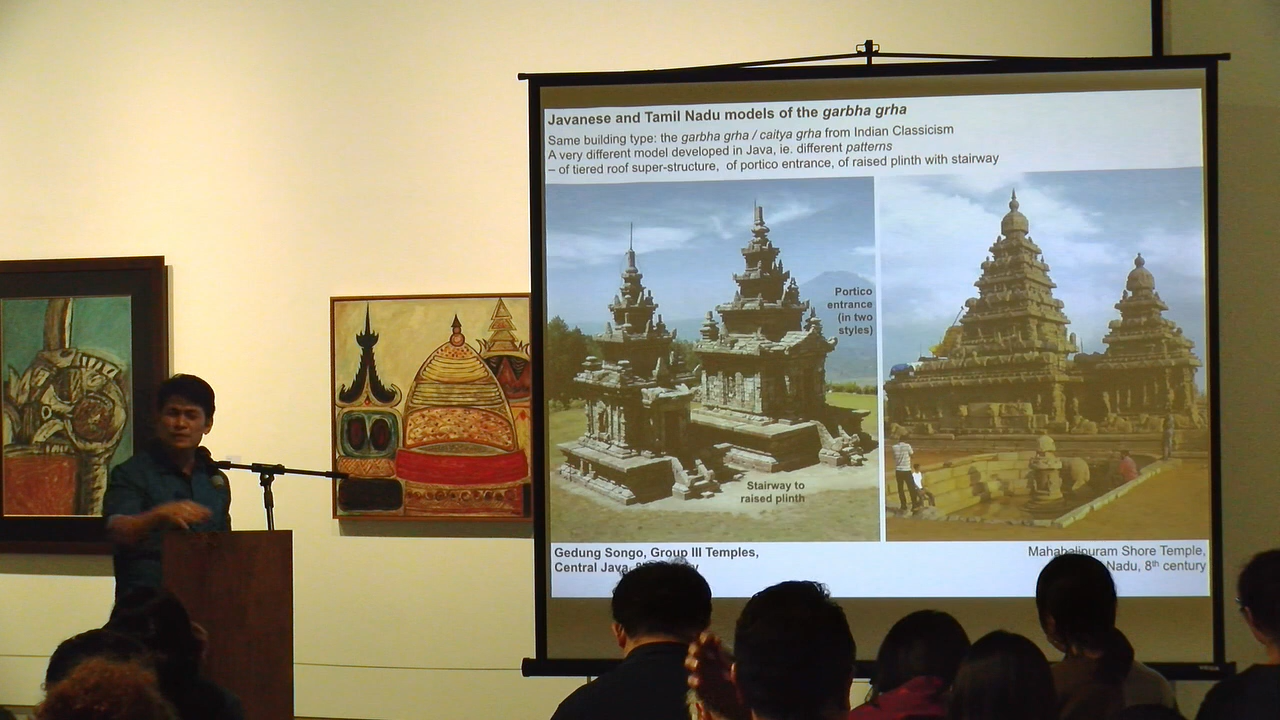 Javanese and Tamil Nadu models of the garbha grha
Same building type: the garbha grha / caitya grha from Indian Classicism
A very different model developed in Java, ie. different patterns
– of tiered roof super-structure, of portico entrance, of raised plinth with stairway
Portico
entrance
(in two
styles)
Stairway to
raised plinth
Gedung Songo, Group III Temples,
Central Java,
Mahabalipuram Shore Temple,
Nadu, 8th century